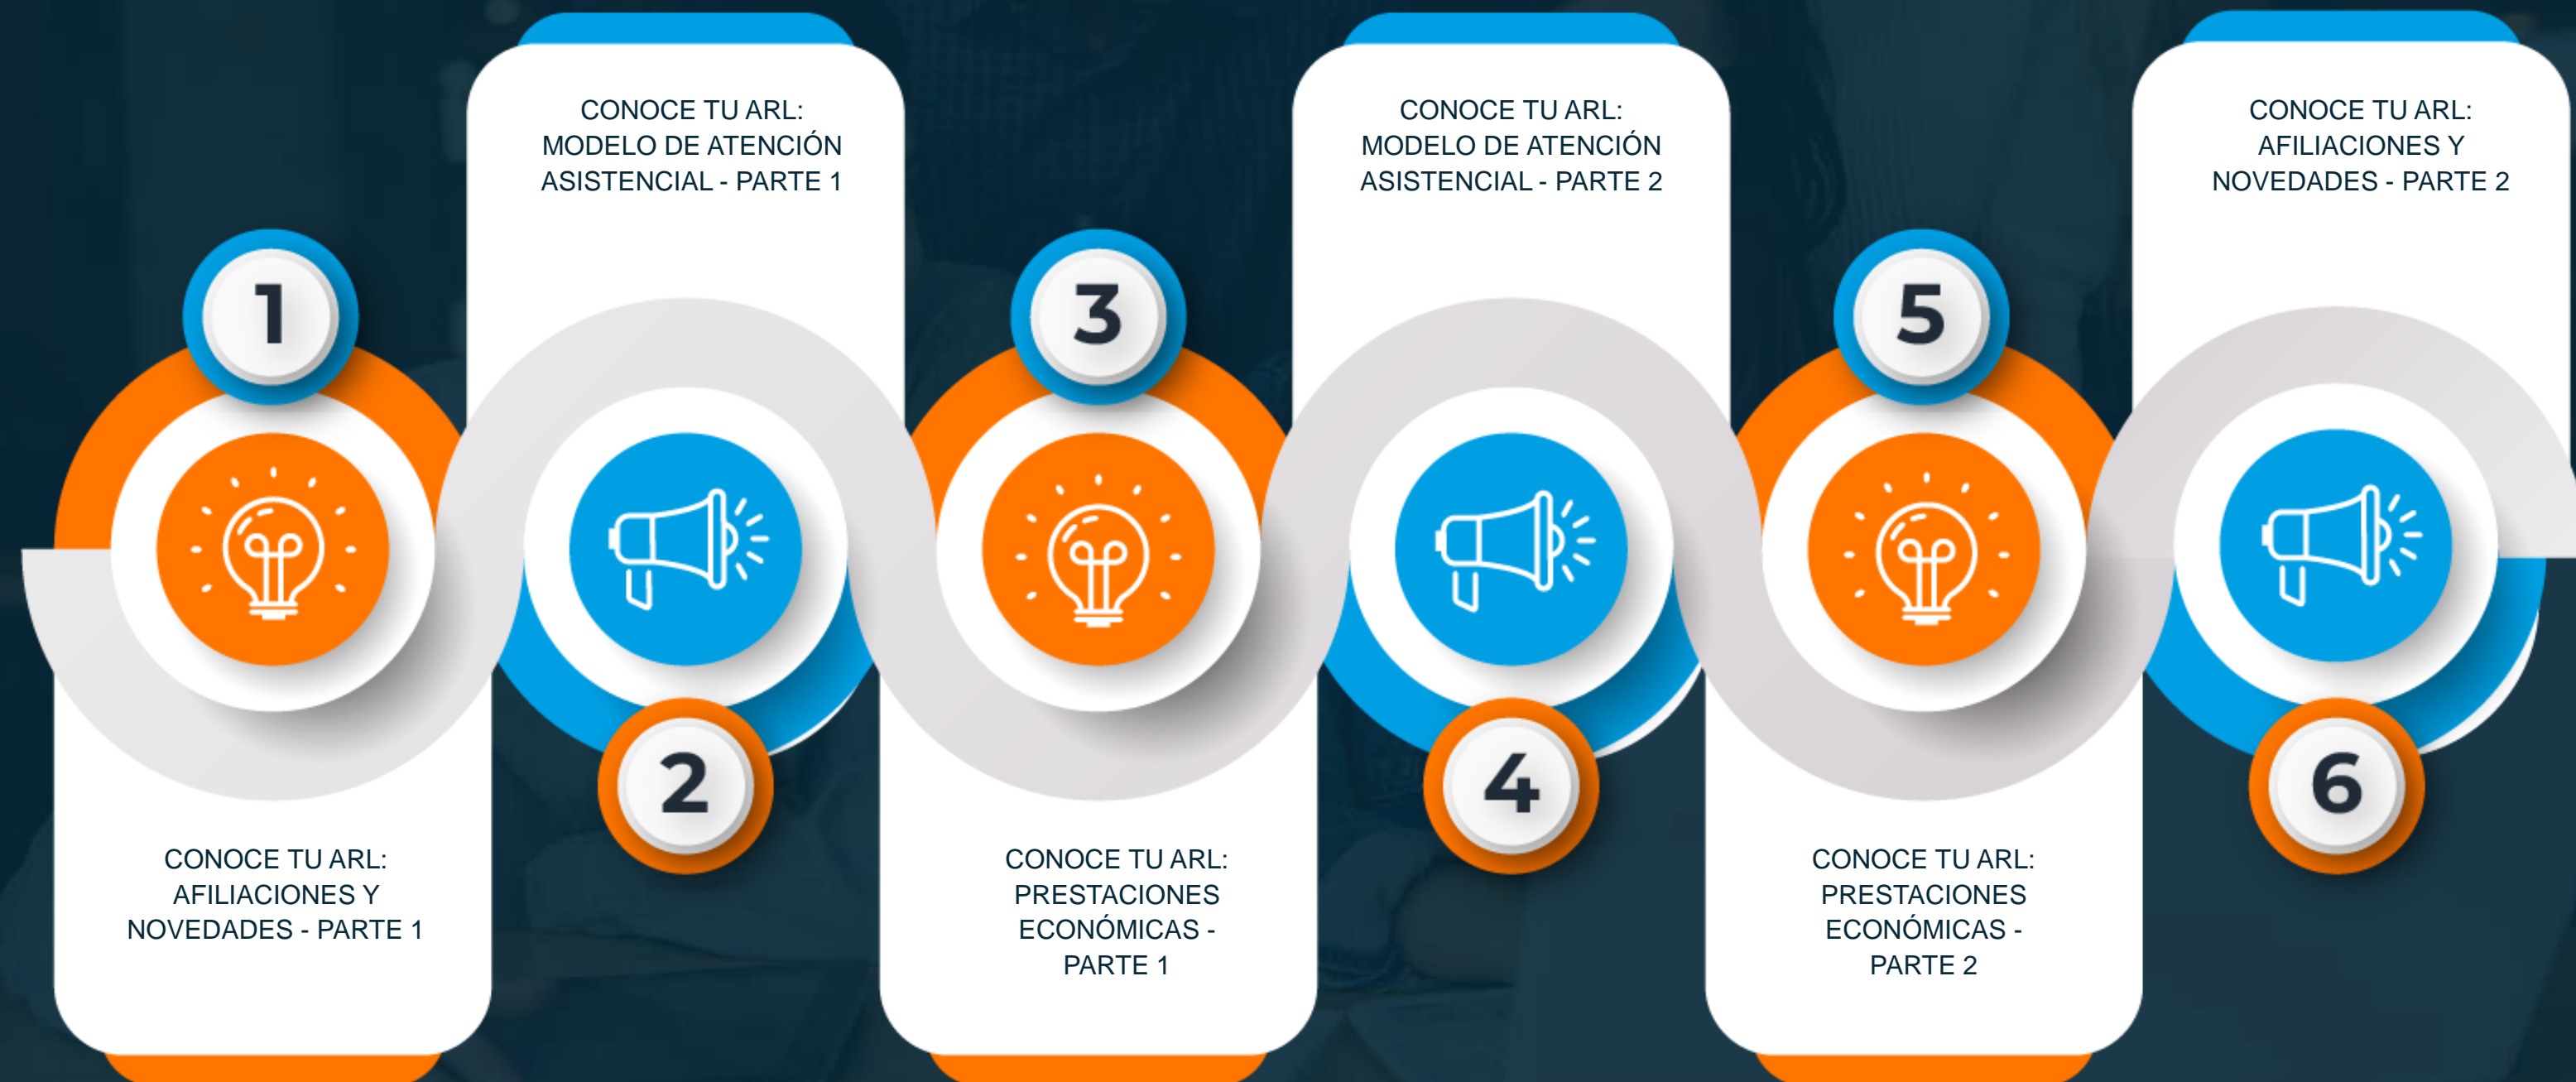 1
CONOCE TU ARL:
AFILIACIONES Y
NOVEDADES - PARTE 1
CONOCE TU ARL:
MODELO DE ATENCIÓN
ASISTENCIAL - PARTE 1
2
3
CONOCE TU ARL:
PRESTACIONES
ECONÓMICAS -
PARTE 1
CONOCE TU ARL:
MODELO DE ATENCIÓN
ASISTENCIAL - PARTE 2
4
5
CONOCE TU ARL:
PRESTACIONES
ECONÓMICAS -
PARTE 2
CONOCE TU ARL:
AFILIACIONES Y
NOVEDADES - PARTE 2
6